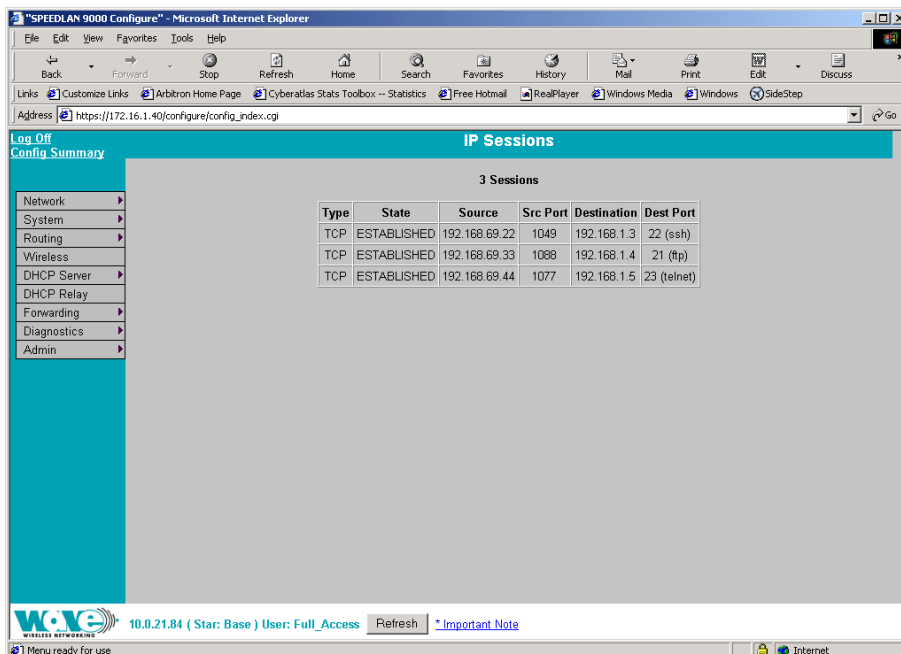 "SPEEDLAN 9000 Configure" - Microsoft Internet Explorer
File Edit View Favorites Tools Help
Back Forward Stop Refresh Home Search Favorites History Mail Print Edit Discuss
Links Customize Links Arbitron Home Page Cyberatlas Stats Toolbox -- Statistics Free Hotmail RealPlayer Windows Media Windows SideStep
Address https://172.16.1.40/configure/config_index.cgi Go
Log Off
Config Summary
IP Sessions
3 Sessions
Network
System
Routing
Wireless
DHCP Server
DHCP Relay
Forwarding
Diagnostics
Admin
Type State Source Src Port Destination Dest Port
TCP ESTABLISHED 192.168.69.22 1049 192.168.1.3 22 (ssh)
TCP ESTABLISHED 192.168.69.33 1088 192.168.1.4 21 (ftp)
TCP ESTABLISHED 192.168.69.44 1077 192.168.1.5 23 (telnet)
WAVE
WIRELESS NETWORKING
10.0.21.84 ( Star: Base ) User: Full_Access Refresh * Important Note
Menu ready for use Internet